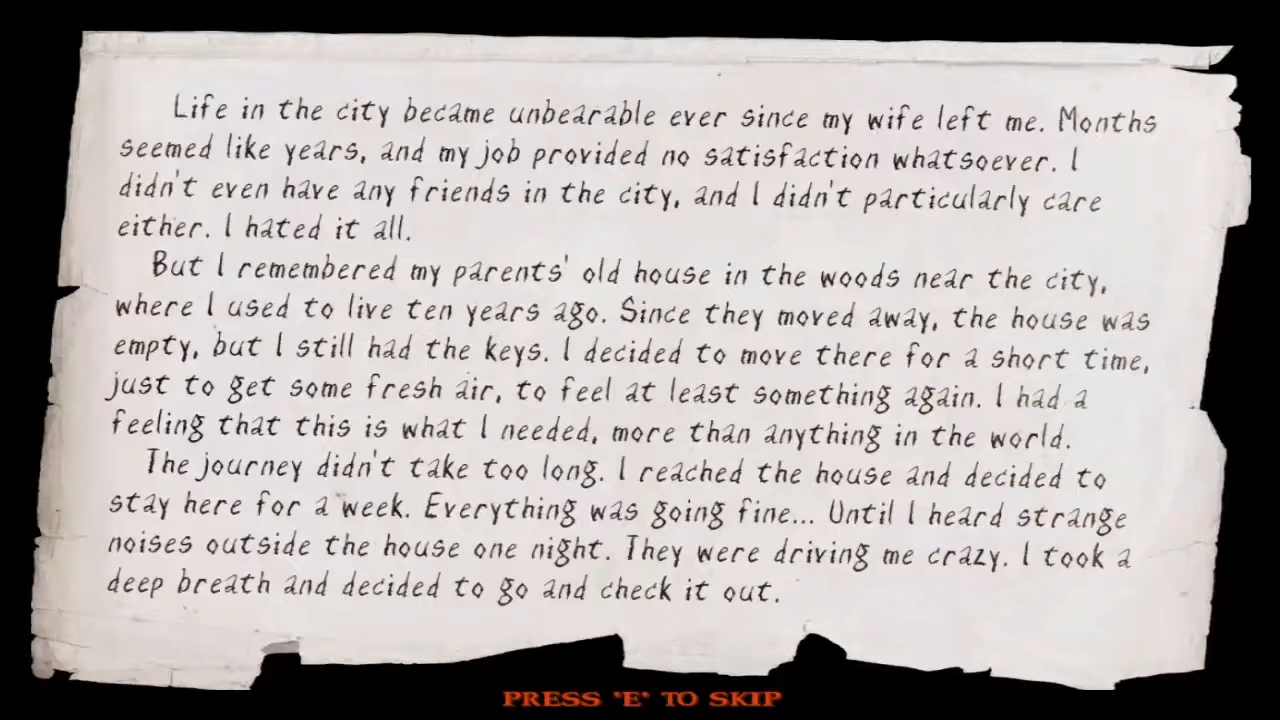 Life in the city became unbearable ever since my wife left me. Months
seemed like years, and my job provided no satisfaction whatsoever. I
didn't even have any friends in the city, and I didn't particularly care
either. I hated it all.
But I remembered my parents' old house in the woods near the city,
where I used to live ten years ago. Since they moved away, the house was
empty, but I still had the keys. I decided to move there for a short time,
just to get some fresh air, to feel at least something again. I had a
feeling that this is what I needed, more than anything in the world.
The journey didn't take too long. I reached the house and decided to
stay here for a week. Everything was going fine... Until I heard strange
noises outside the house one night. They were driving me crazy. I took a
deep breath and decided to go and check it out.
PRESS "E" TO SKIP